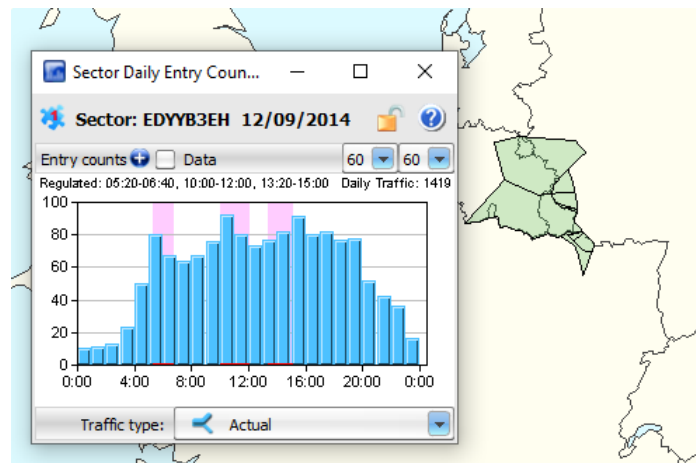 Sector Daily Entry Coun...
Sector: EDYYB3EH 12/09/2014
Entry counts Data 60 60
Regulated: 05:20-06:40, 10:00-12:00, 13:20-15:00 Daily Traffic: 1419
100
80
60
40
20
0
0:00 4:00 8:00 12:00 16:00 20:00 0:00
Traffic type: Actual